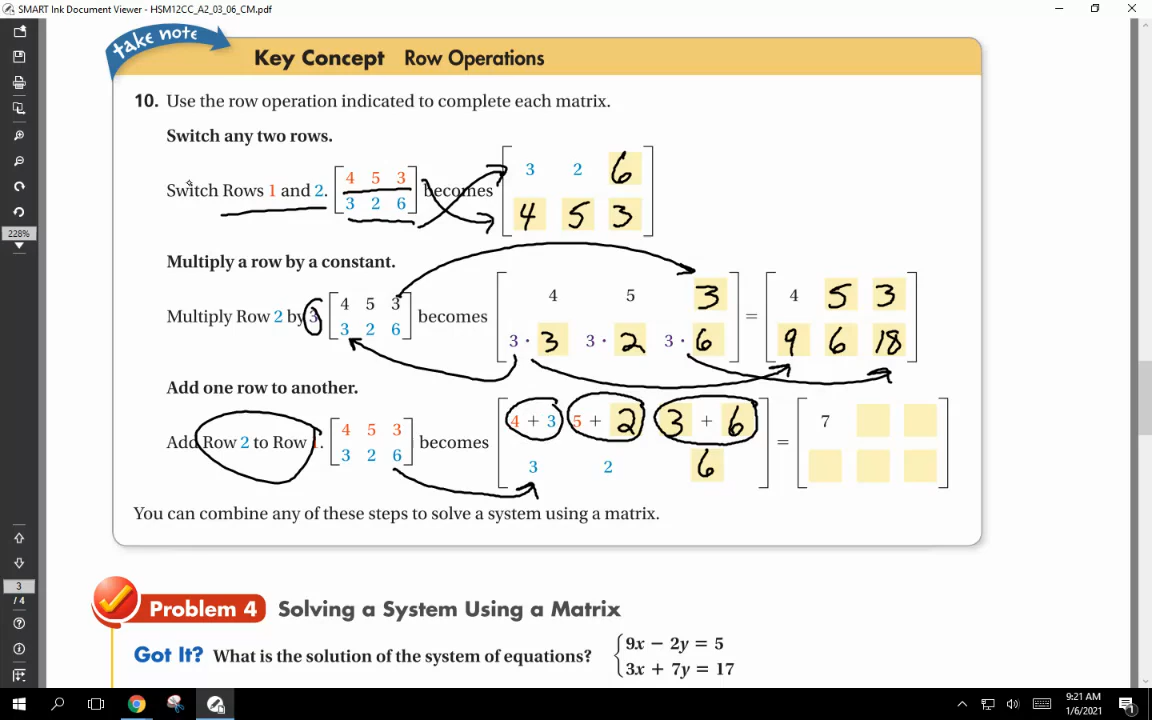 SMART Ink Document Viewer - HSM12CC_A2_03_06_CM.pdf
take note
Key Concept Row Operations
10. Use the row operation indicated to complete each matrix.
Switch any two rows.
Switch Rows 1 and 2. [4 5 3 / 3 2 6] becomes [3 2 6 / 4 5 3]
Multiply a row by a constant.
Multiply Row 2 by 3 [4 5 3 / 3 2 6] becomes [4 5 3 / 3 · 3 3 · 2 3 · 6] = [4 5 3 / 9 6 18]
Add one row to another.
Add Row 2 to Row 1. [4 5 3 / 3 2 6] becomes [4 + 3 5 + 2 3 + 6 / 3 2 6] = [7]
You can combine any of these steps to solve a system using a matrix.
Problem 4 Solving a System Using a Matrix
Got It? What is the solution of the system of equations? {9x − 2y = 5
3x + 7y = 17
228%
3
/ 4
9:21 AM
1/6/2021
1